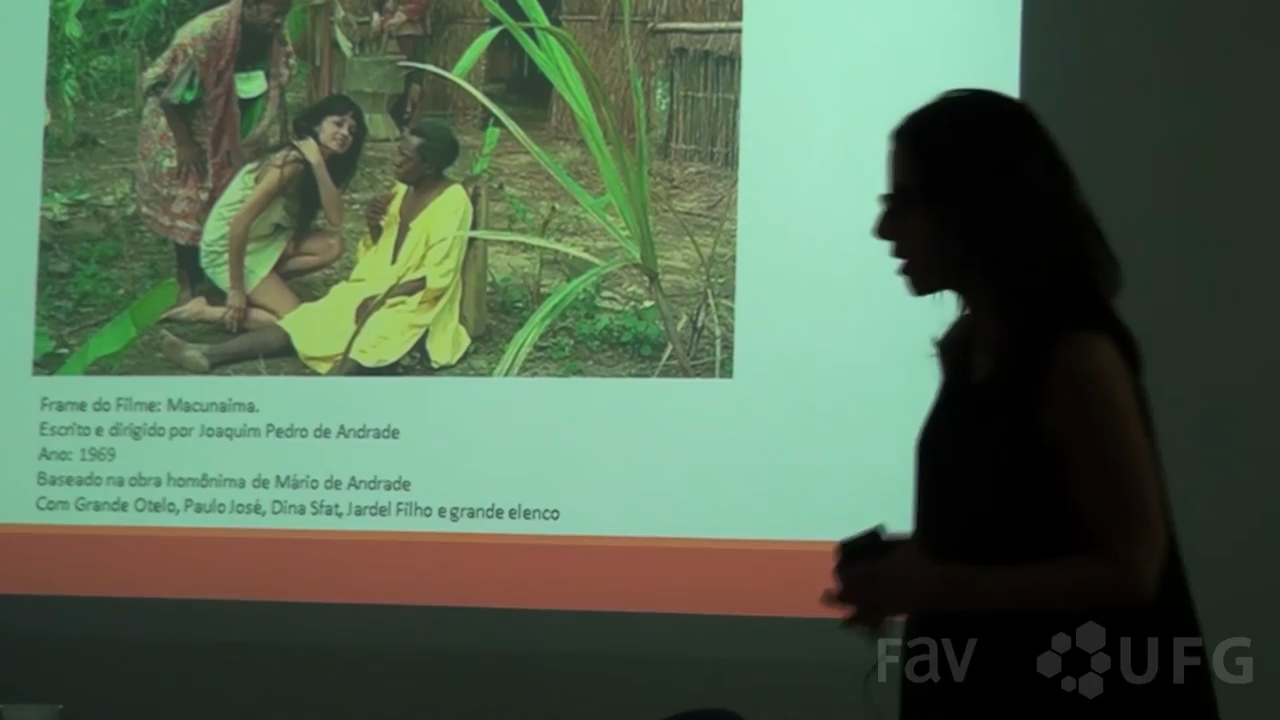 Frame do Filme: Macunaima.
Escrito e dirigido por Joaquim Pedro de Andrade
Ano: 1969
Baseado na obra homônima de Mário de Andrade
Com Grande Otelo, Paulo José, Dina Sfat, Jardel Filho e grande elenco
FAV UFG